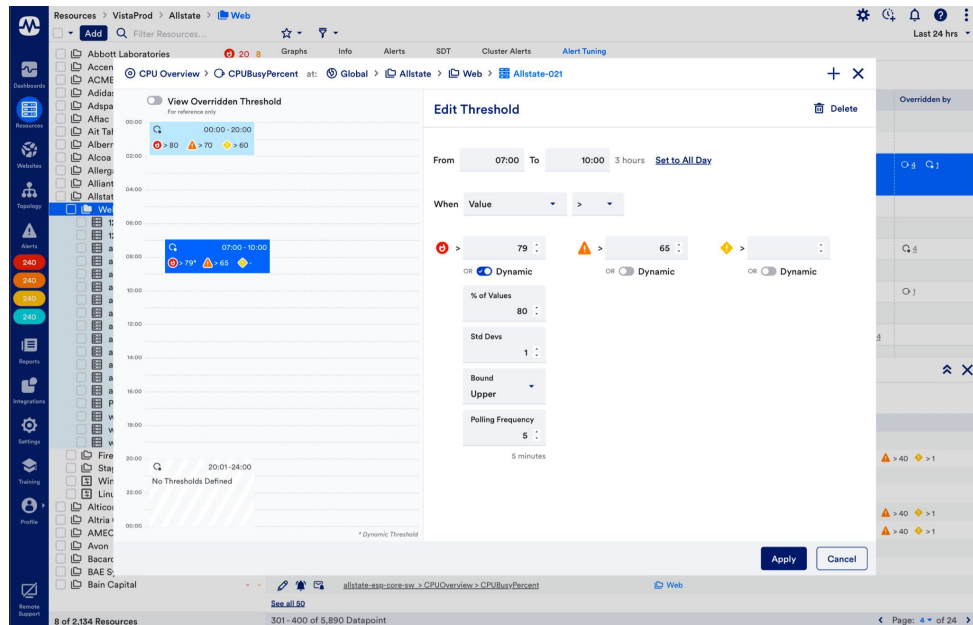 Resources > VistaProd > Allstate > Web
Add Filter Resources...
Last 24 hrs
Graphs Info Alerts SDT Cluster Alerts Alert Tuning
Dashboards
Resources
Websites
Topology
Alerts
240
240
240
240
Reports
Integrations
Settings
Training
Profile
Remote Support
Abbott Laboratories 20 8
Accen
ACME
Adidas
Adspa
Aflac
Ait Tah
Albert
Alcoa
Allerg
Alliant
Allstat
We
Fire
Stag
Win
Linu
Altico
Altria
AMEC
Avon
Bacard
BAE Sy
Bain Capital - -
8 of 2,134 Resources
CPU Overview > CPUBusyPercent at: Global > Allstate > Web > Allstate-021
View Overridden Threshold
For reference only
00:00
00:00 - 20:00
> 80 > 70 > 60
02:00
04:00
06:00
07:00 - 10:00
08:00
> 79* > 65 -
10:00
12:00
14:00
16:00
18:00
20:00
20:01 -24:00
No Thresholds Defined
22:00
00:00
* Dynamic Threshold
Edit Threshold
Delete
From 07:00 To 10:00 3 hours Set to All Day
When Value >
> 79 > 65 >
OR Dynamic OR Dynamic OR Dynamic
% of Values
80
Std Devs
1
Bound
Upper
Polling Frequency
5
5 minutes
Apply Cancel
Overridden by
4 1
4
1
4
> 40 > 1
> 40 > 1
> 40 > 1
allstate-esp-core-sw > CPUOverview > CPUBusyPercent Web
See all 50
301 - 400 of 5,890 Datapoint
Page: 4 of 24